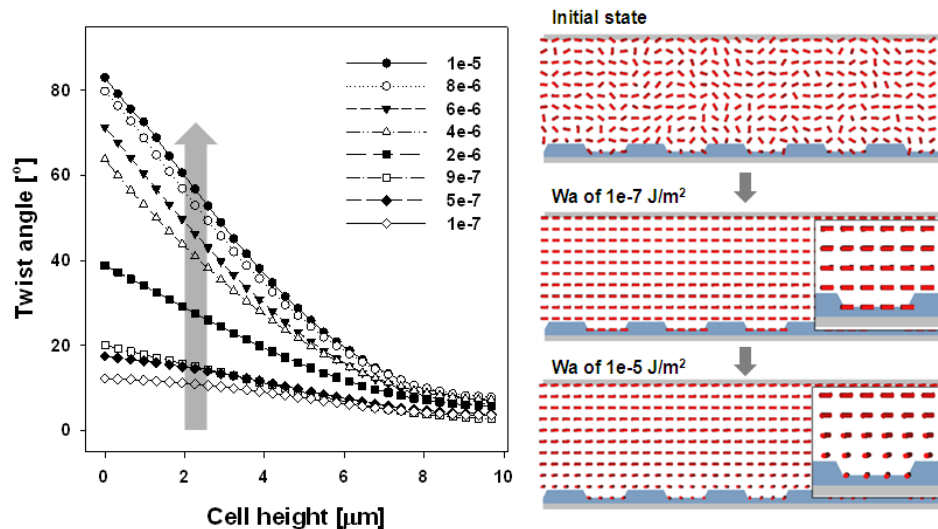 Twist angle [°]
80
60
40
20
0
0 2 4 6 8 10
Cell height [μm]
1e-5
8e-6
6e-6
4e-6
2e-6
9e-7
5e-7
1e-7
Initial state
Wa of 1e-7 J/m²
Wa of 1e-5 J/m²